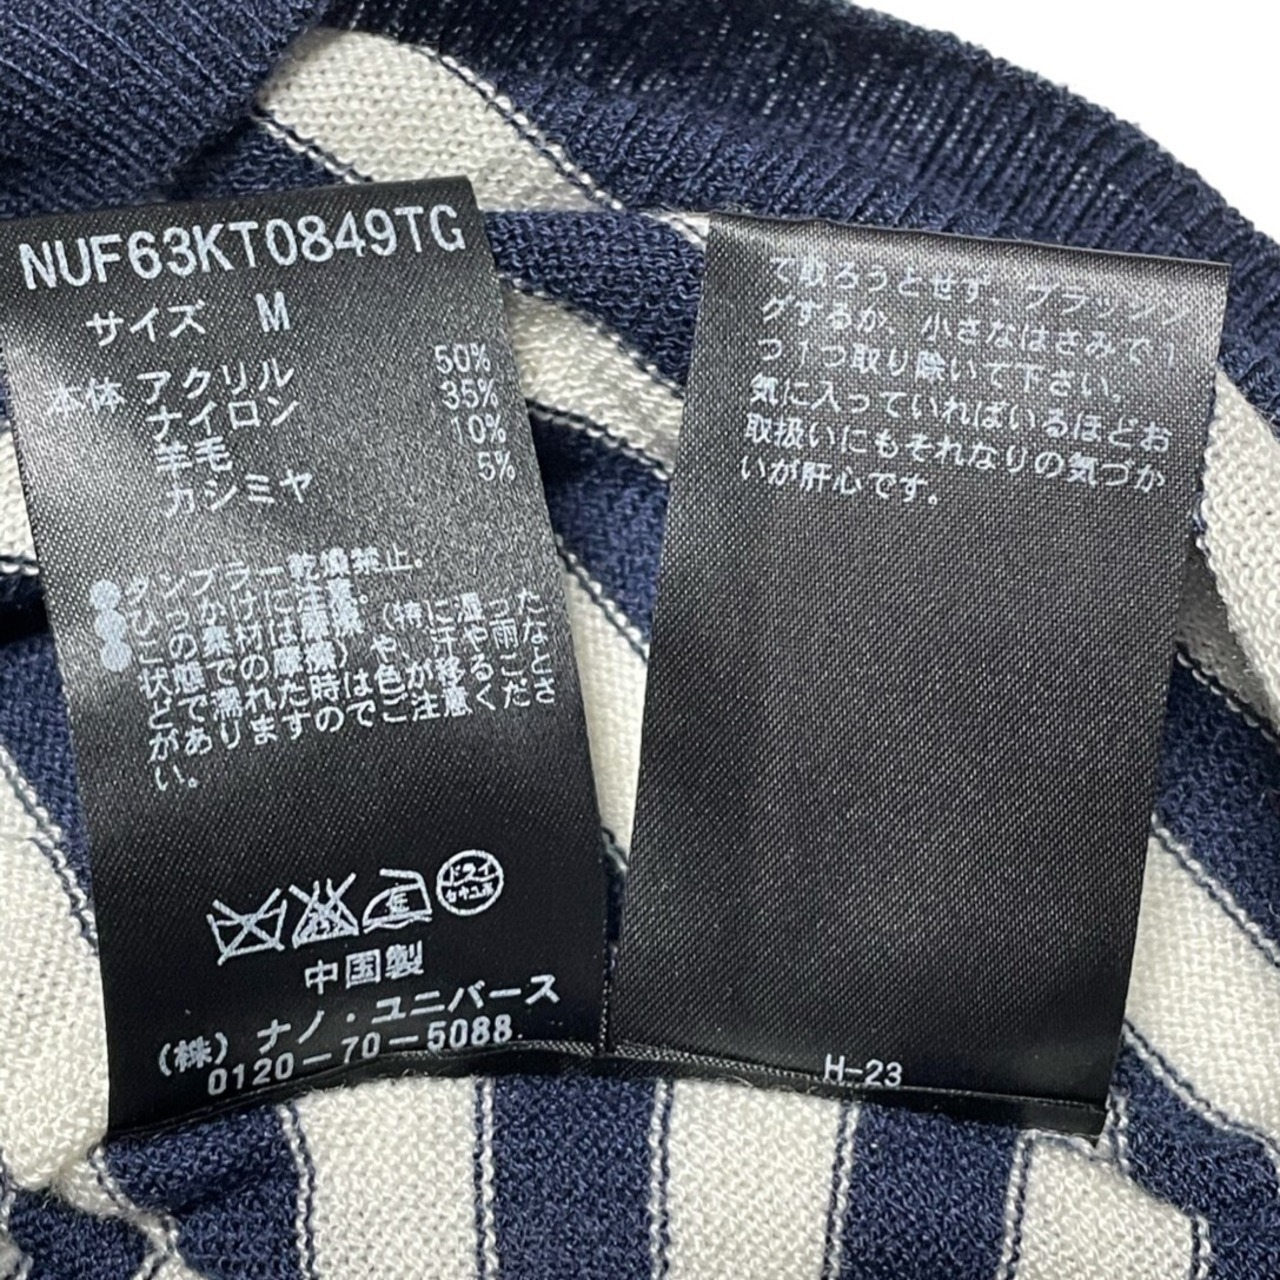 NUF63KT0849TG
サイズ M
本体 アクリル 50%
ナイロン 35%
羊毛 10%
カシミヤ 5%
タンブラー乾燥禁止。
ひっかけに注意。
この素材は摩擦(特に湿った
状態での摩擦)や、汗や雨な
どで濡れた時は色が移ること
がありますのでご注意くださ
い。
ドライ
セキユ系
中国製
(株)ナノ・ユニバース
0120-70-5088
て取ろうとせず、ブラッシン
グするか、小さなはさみで1
つ1つ取り除いて下さい。
気に入っていればいるほどお
取扱いにもそれなりの気づか
いが肝心です。
H-23